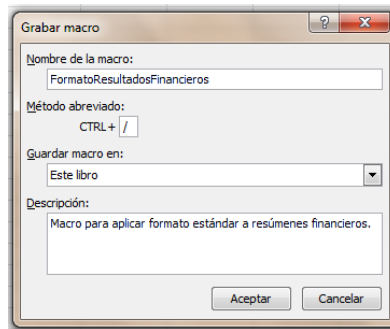 Grabar macro
Nombre de la macro:
FormatoResultadosFinancieros
Método abreviado:
CTRL+ /
Guardar macro en:
Este libro
Descripción:
Macro para aplicar formato estándar a resúmenes financieros.
Aceptar Cancelar